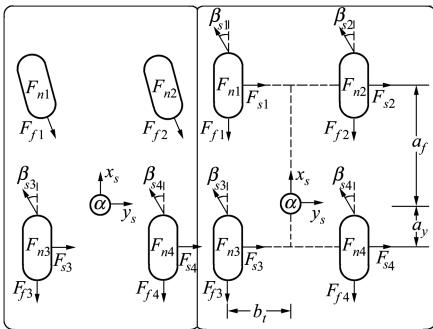 β_s1
β_s2
F_n1
F_n2
F_n1
F_s1
F_n2
F_s2
F_f1
F_f2
F_f1
F_f2
a_f
β_s3
x_s
β_s4
β_s3
x_s
β_s4
α
y_s
α
y_s
a_y
F_n3
F_s3
F_n4
F_s4
F_n3
F_s3
F_n4
F_s4
F_f3
F_f4
F_f3
b_t
F_f4